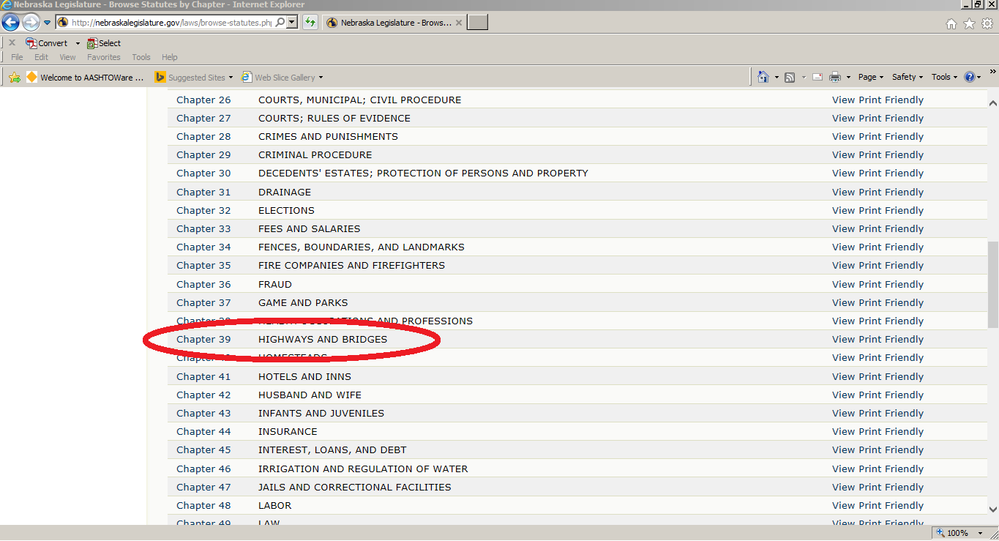 Nebraska Legislature - Browse Statutes by Chapter - Internet Explorer
http://nebraskalegislature.gov/laws/browse-statutes.ph
Nebraska Legislature - Brows...
Convert Select
File Edit View Favorites Tools Help
Welcome to AASHTOWare ... Suggested Sites Web Slice Gallery Page Safety Tools
Chapter 26 COURTS, MUNICIPAL; CIVIL PROCEDURE View Print Friendly
Chapter 27 COURTS; RULES OF EVIDENCE View Print Friendly
Chapter 28 CRIMES AND PUNISHMENTS View Print Friendly
Chapter 29 CRIMINAL PROCEDURE View Print Friendly
Chapter 30 DECEDENTS' ESTATES; PROTECTION OF PERSONS AND PROPERTY View Print Friendly
Chapter 31 DRAINAGE View Print Friendly
Chapter 32 ELECTIONS View Print Friendly
Chapter 33 FEES AND SALARIES View Print Friendly
Chapter 34 FENCES, BOUNDARIES, AND LANDMARKS View Print Friendly
Chapter 35 FIRE COMPANIES AND FIREFIGHTERS View Print Friendly
Chapter 36 FRAUD View Print Friendly
Chapter 37 GAME AND PARKS View Print Friendly
Chapter 38 AND PROFESSIONS View Print Friendly
Chapter 39 HIGHWAYS AND BRIDGES View Print Friendly
Chapter HOMESTEADS View Print Friendly
Chapter 41 HOTELS AND INNS View Print Friendly
Chapter 42 HUSBAND AND WIFE View Print Friendly
Chapter 43 INFANTS AND JUVENILES View Print Friendly
Chapter 44 INSURANCE View Print Friendly
Chapter 45 INTEREST, LOANS, AND DEBT View Print Friendly
Chapter 46 IRRIGATION AND REGULATION OF WATER View Print Friendly
Chapter 47 JAILS AND CORRECTIONAL FACILITIES View Print Friendly
Chapter 48 LABOR View Print Friendly
Chapter 49 LAW View Print Friendly
100%